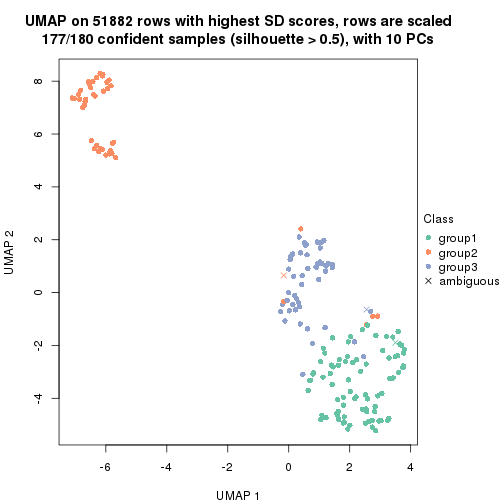 UMAP on 51882 rows with highest SD scores, rows are scaled
177/180 confident samples (silhouette > 0.5), with 10 PCs
8
6
4
2
0
-2
-4
UMAP 2
-6
-4
-2
0
2
4
UMAP 1
Class
group1
group2
group3
ambiguous